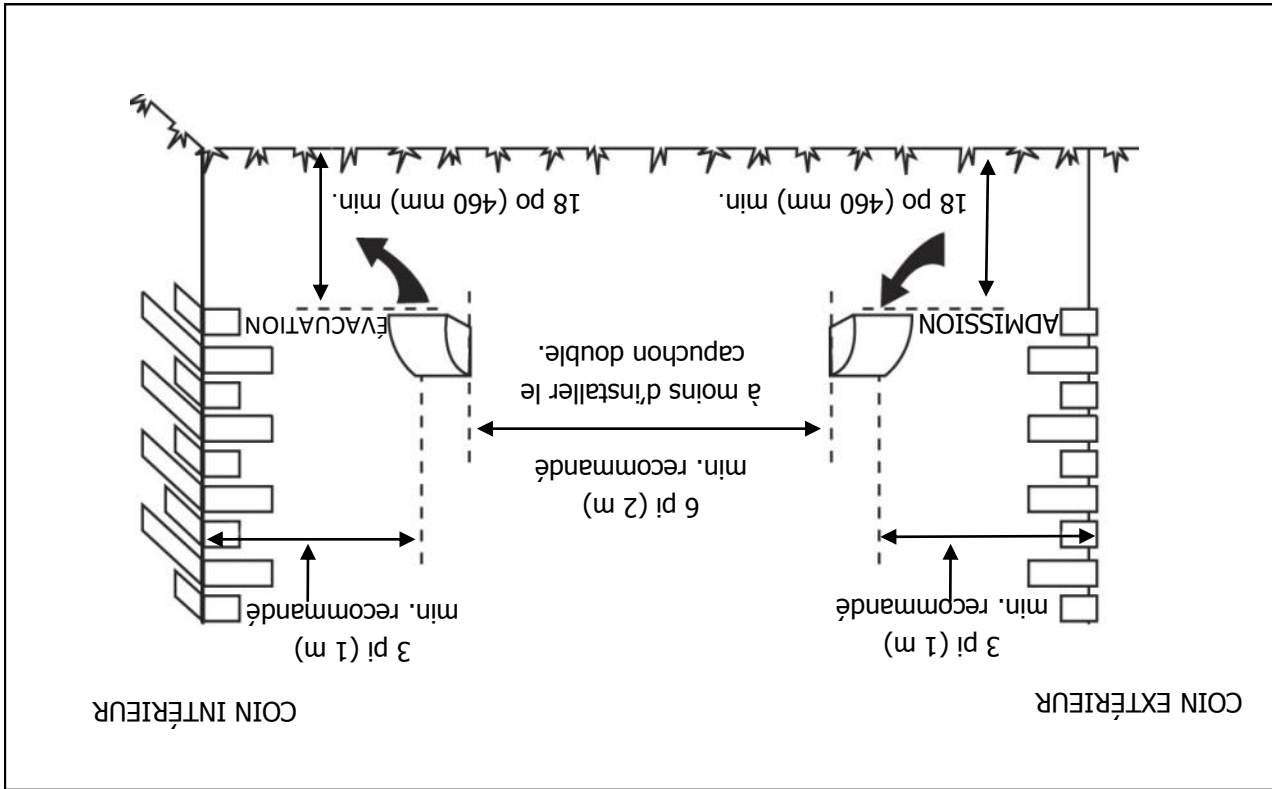 COIN EXTÉRIEUR
COIN INTÉRIEUR
3 pi (1 m)
min. recommandé
3 pi (1 m)
min. recommandé
6 pi (2 m)
min. recommandé
à moins d'installer le
capuchon double.
ADMISSION
ÉVACUATION
18 po (460 mm) min.
18 po (460 mm) min.